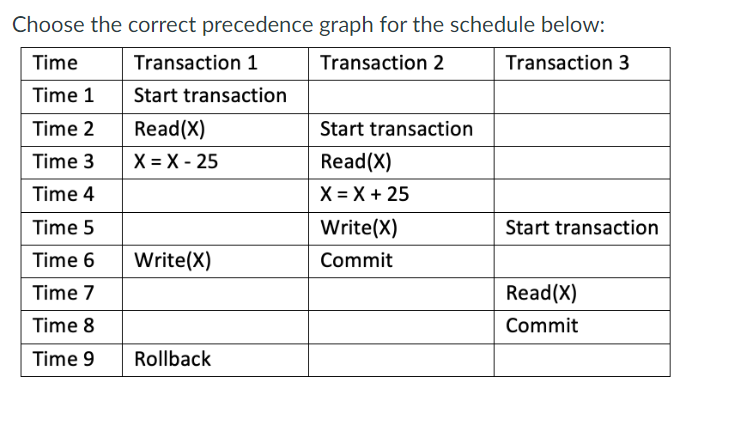 Choose the correct precedence graph for the schedule below:
Time Transaction 1 Transaction 2 Transaction 3
Time 1 Start transaction
Time 2 Read(X) Start transaction
Time 3 X = X - 25 Read(X)
Time 4 X = X + 25
Time 5 Write(X) Start transaction
Time 6 Write(X) Commit
Time 7 Read(X)
Time 8 Commit
Time 9 Rollback